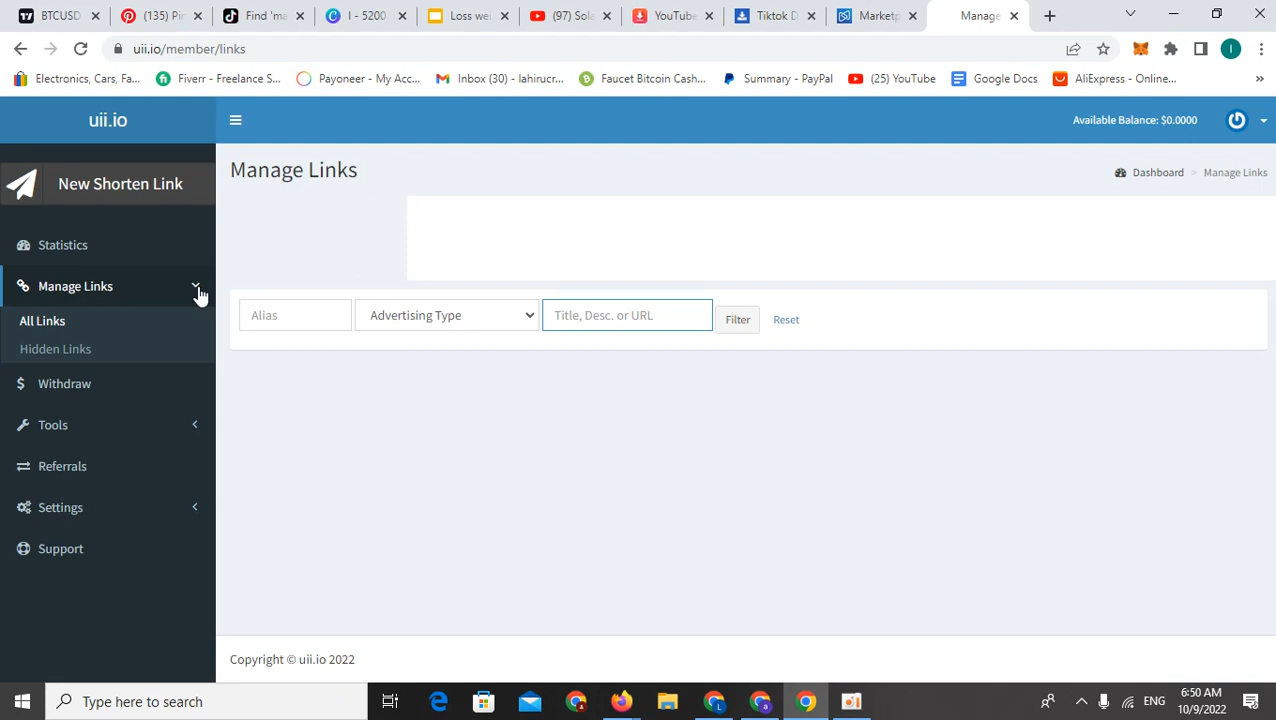 BTCUSD
(135) Pi
Find 'ma
I - 5200
Loss wei
(97) Sola
YouTube
Tiktok D
Marketp
Manage
uii.io/member/links
I
Electronics, Cars, Fa...
Fiverr - Freelance S...
Payoneer - My Acc...
Inbox (30) - lahirucr...
Faucet Bitcoin Cash...
Summary - PayPal
(25) YouTube
Google Docs
AliExpress - Online...
»
uii.io
Available Balance: $0.0000
New Shorten Link
Manage Links
Dashboard > Manage Links
Statistics
Manage Links
All Links
Hidden Links
Withdraw
Tools
Referrals
Settings
Support
Alias
Advertising Type
Title, Desc. or URL
Filter
Reset
Copyright © uii.io 2022
Type here to search
L
a
ENG
6:50 AM
10/9/2022